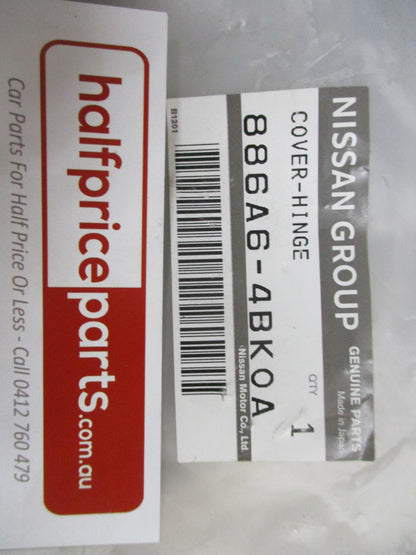 NISSAN GROUP GENUINE PARTS
Made in Japan
COVER-HINGE QTY 1
886A6-4BK0A
B1201
Nissan Motor Co., Ltd.
halfpriceparts.com.au
Car Parts For Half Price Or Less - Call 0412 760 479